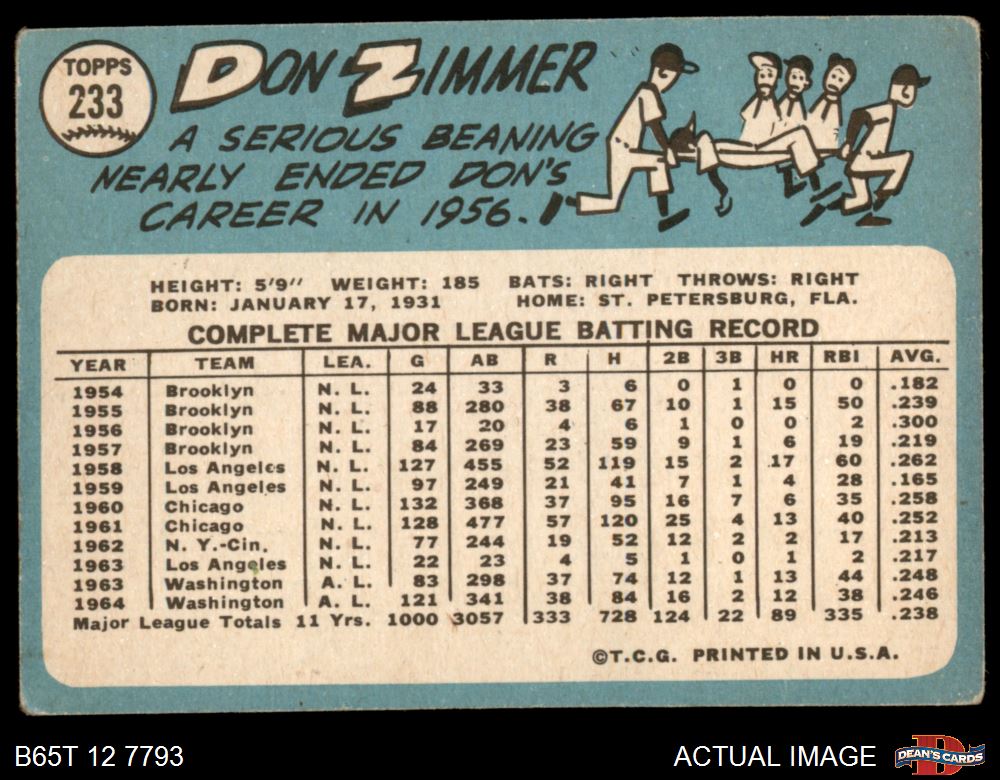 TOPPS
233
DON ZIMMER
A SERIOUS BEANING
NEARLY ENDED DON'S
CAREER IN 1956.
HEIGHT: 5'9" WEIGHT: 185 BATS: RIGHT THROWS: RIGHT
BORN: JANUARY 17, 1931 HOME: ST. PETERSBURG, FLA.
COMPLETE MAJOR LEAGUE BATTING RECORD
YEAR TEAM LEA. G AB R H 2B 3B HR RBI AVG.
1954 Brooklyn N. L. 24 33 3 6 0 1 0 0 .182
1955 Brooklyn N. L. 88 280 38 67 10 1 15 50 .239
1956 Brooklyn N. L. 17 20 4 6 1 0 0 2 .300
1957 Brooklyn N. L. 84 269 23 59 9 1 6 19 .219
1958 Los Angeles N. L. 127 455 52 119 15 2 17 60 .262
1959 Los Angeles N. L. 97 249 21 41 7 1 4 28 .165
1960 Chicago N. L. 132 368 37 95 16 7 6 35 .258
1961 Chicago N. L. 128 477 57 120 25 4 13 40 .252
1962 N. Y.-Cin. N. L. 77 244 19 52 12 2 2 17 .213
1963 Los Angeles N. L. 22 23 4 5 1 0 1 2 .217
1963 Washington A. L. 83 298 37 74 12 1 13 44 .248
1964 Washington A. L. 121 341 38 84 16 2 12 38 .246
Major League Totals 11 Yrs. 1000 3057 333 728 124 22 89 335 .238
©T.C.G. PRINTED IN U.S.A.
B65T 12 7793
ACTUAL IMAGE
D
DEAN'S CARDS